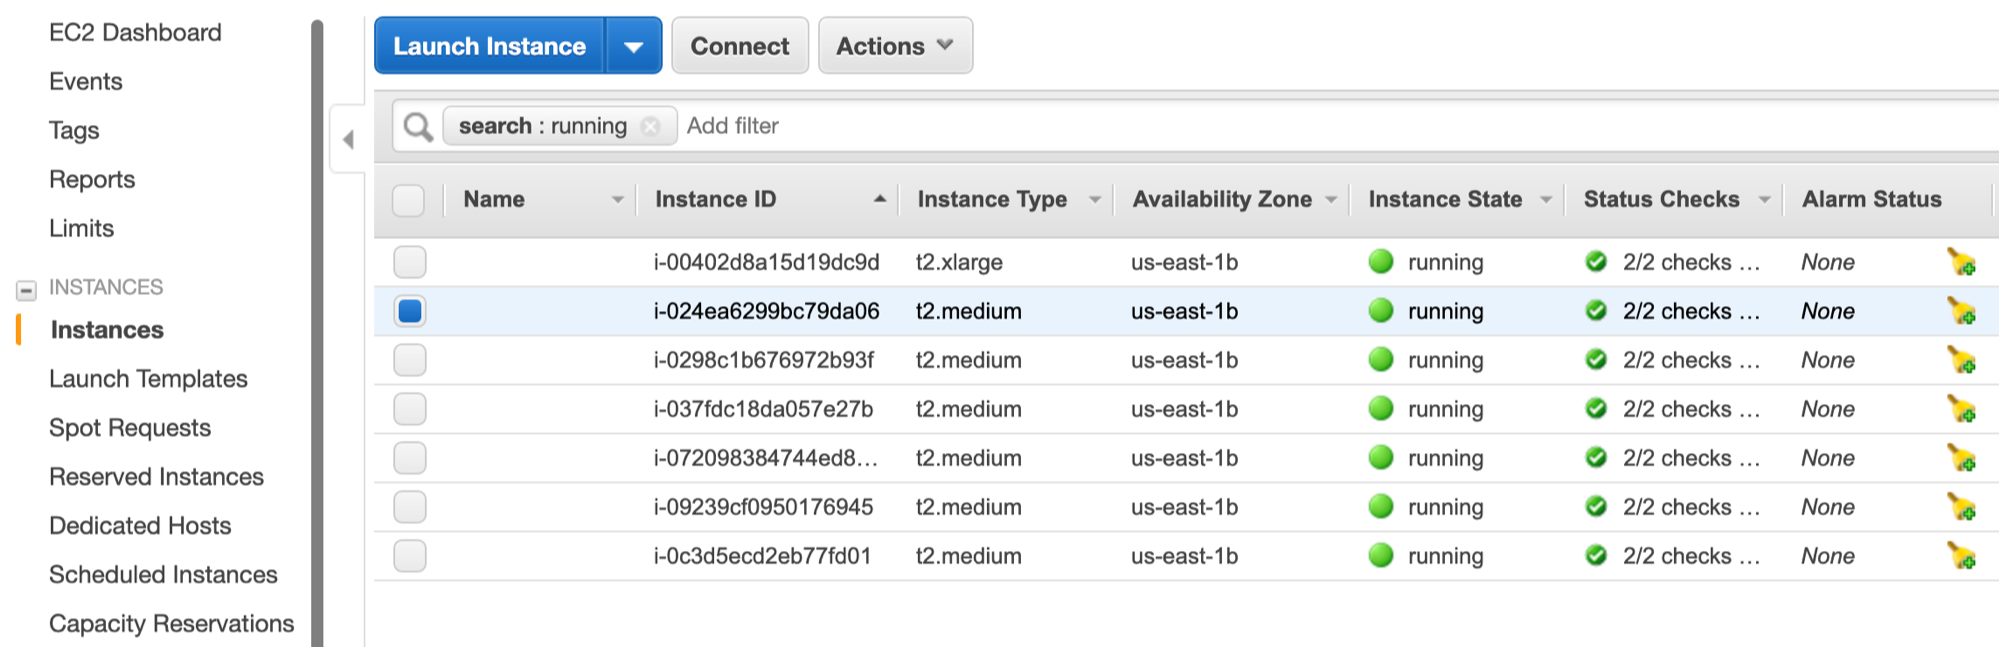 EC2 Dashboard
Events
Tags
Reports
Limits
INSTANCES
Instances
Launch Templates
Spot Requests
Reserved Instances
Dedicated Hosts
Scheduled Instances
Capacity Reservations
Launch Instance Connect Actions
search : running Add filter
Name Instance ID Instance Type Availability Zone Instance State Status Checks Alarm Status
i-00402d8a15d19dc9d t2.xlarge us-east-1b running 2/2 checks ... None
i-024ea6299bc79da06 t2.medium us-east-1b running 2/2 checks ... None
i-0298c1b676972b93f t2.medium us-east-1b running 2/2 checks ... None
i-037fdc18da057e27b t2.medium us-east-1b running 2/2 checks ... None
i-072098384744ed8... t2.medium us-east-1b running 2/2 checks ... None
i-09239cf0950176945 t2.medium us-east-1b running 2/2 checks ... None
i-0c3d5ecd2eb77fd01 t2.medium us-east-1b running 2/2 checks ... None